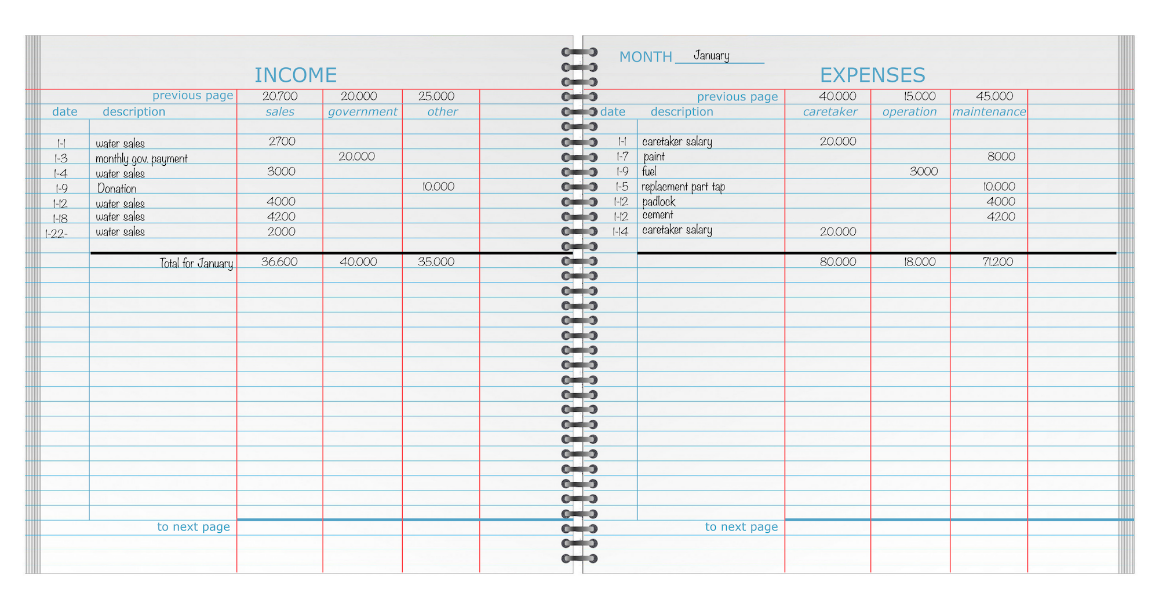 INCOME
previous page 20.700 20.000 25.000
date description sales government other
1-1 water sales 2700
1-3 monthly gov. payment 20.000
1-4 water sales 3000
1-9 Donation 10.000
1-12 water sales 4000
1-18 water sales 4200
1-22- water sales 2000
Total for January 36.600 40.000 35.000
to next page
MONTH January
EXPENSES
previous page 40.000 15.000 45.000
date description caretaker operation maintenance
1-1 caretaker salary 20.000
1-7 paint 8000
1-9 fuel 3000
1-5 replacment part tap 10.000
1-12 padlock 4000
1-12 cement 4200
1-14 caretaker salary 20.000
80.000 18.000 71.200
to next page